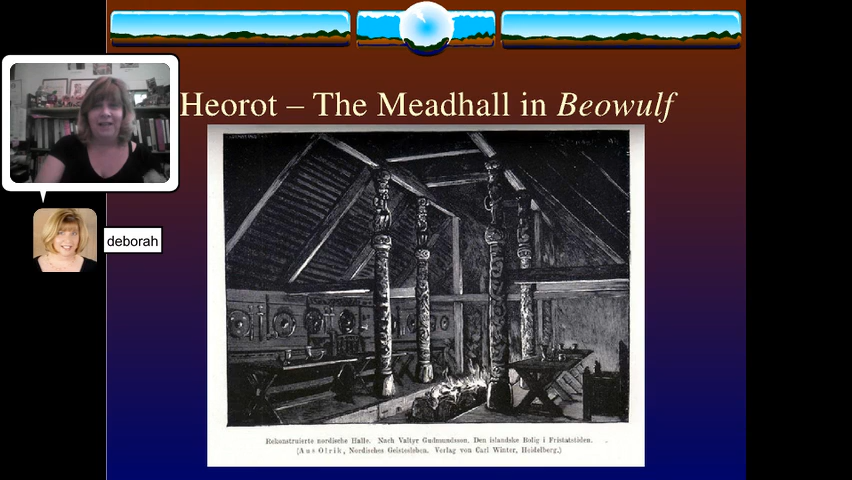 Heorot – The Meadhall in Beowulf
deborah
Rekonstruierte nordische Halle. Nach Valtyr Gudmundsson. Den islandske Bolig i Fristatstiden.
(Aus Olrik, Nordisches Geistesleben. Verlag von Carl Winter, Heidelberg.)